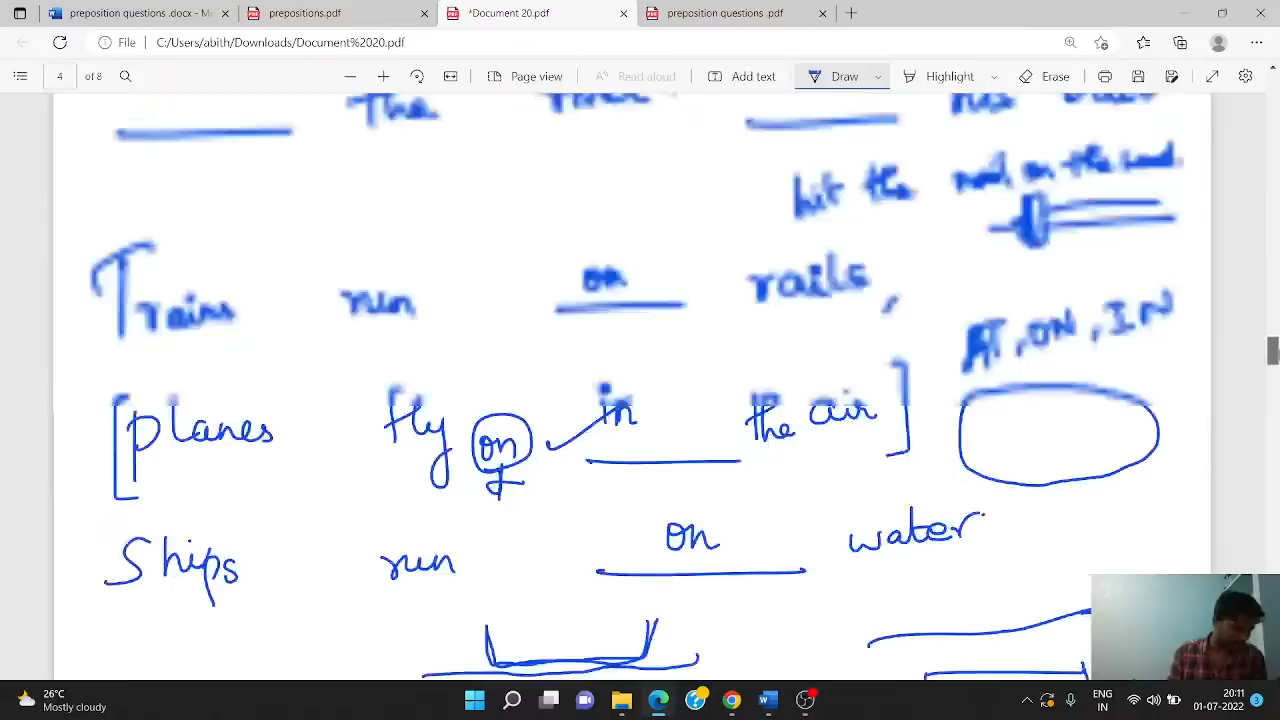 preposition questions .docx - M
prepositions.pdf
*Document 20.pdf
preposition questions .pdf
File C:/Users/abith/Downloads/Document%2020.pdf
4 of 8
Page view
Read aloud
Add text
Draw
Highlight
Erase
the
hit the nail on the head.
Trains run on rails,
AT, ON, IN
[planes fly on in the air]
Ships run on water
26°C
Mostly cloudy
ENG
IN
20:11
01-07-2022
3